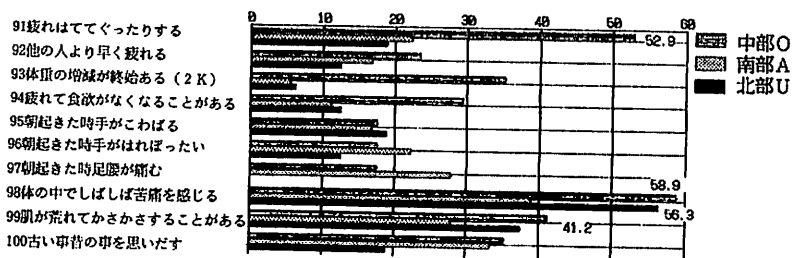 0 10 20 30 40 50 60
91疲れはててぐったりする
92他の人より早く疲れる
93体重の増減が終始ある（2K）
94疲れて食欲がなくなることがある
95朝起きた時手がこわばる
96朝起きた時手がはれぼったい
97朝起きた時足腰が痛む
98体の中でしばしば苦痛を感じる
99肌が荒れてかさかさすることがある
100古い事昔の事を思いだす
52.9
58.9
56.3
41.2
中部O
南部A
北部U